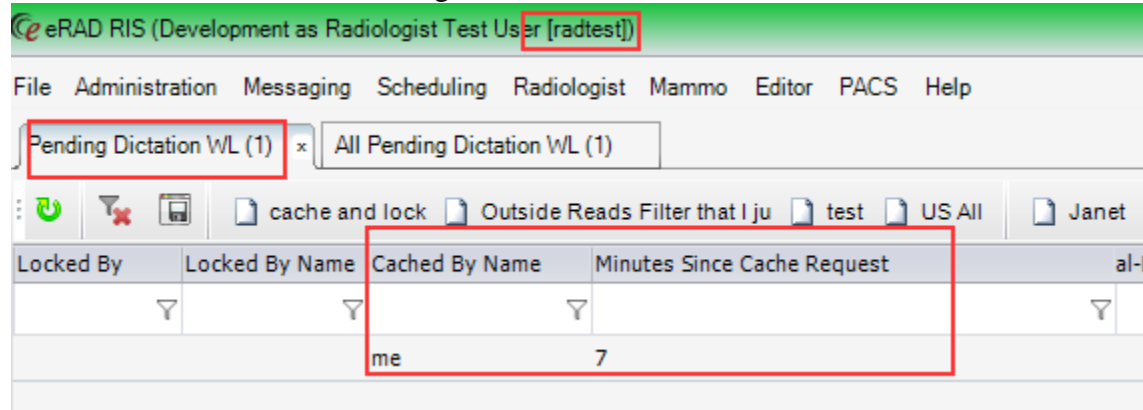 eRAD RIS (Development as Radiologist Test User [radtest])
File Administration Messaging Scheduling Radiologist Mammo Editor PACS Help
Pending Dictation WL (1) x All Pending Dictation WL (1)
cache and lock Outside Reads Filter that I ju test US All Janet
Locked By Locked By Name Cached By Name Minutes Since Cache Request al-
me 7